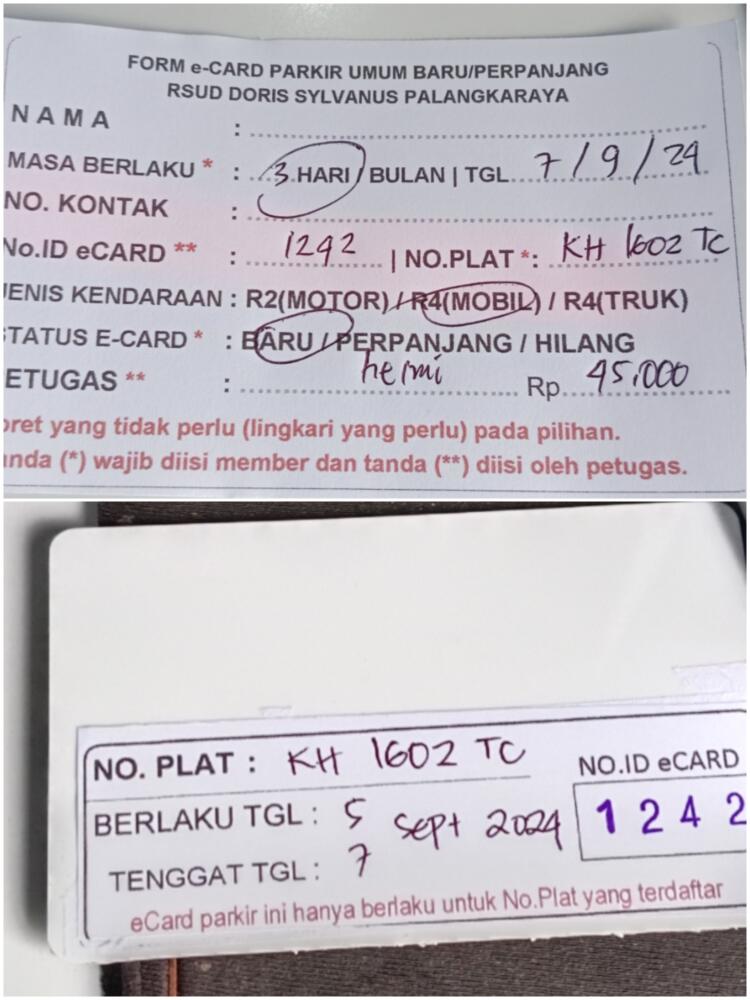 FORM e-CARD PARKIR UMUM BARU/PERPANJANG
RSUD DORIS SYLVANUS PALANGKARAYA
NAMA :
MASA BERLAKU * : 3 HARI / BULAN | TGL 7/9/24
NO. KONTAK :
No.ID eCARD ** : 1242 | NO.PLAT *: KH 1602 TC
JENIS KENDARAAN : R2(MOTOR) / R4(MOBIL) / R4(TRUK)
STATUS E-CARD * : BARU / PERPANJANG / HILANG
ETUGAS ** : helmi Rp 45.000
oret yang tidak perlu (lingkari yang perlu) pada pilihan.
anda (*) wajib diisi member dan tanda (**) diisi oleh petugas.
NO. PLAT : KH 1602 TC
NO.ID eCARD
BERLAKU TGL : 5 Sept 2024
1242
TENGGAT TGL : 7
eCard parkir ini hanya berlaku untuk No.Plat yang terdaftar